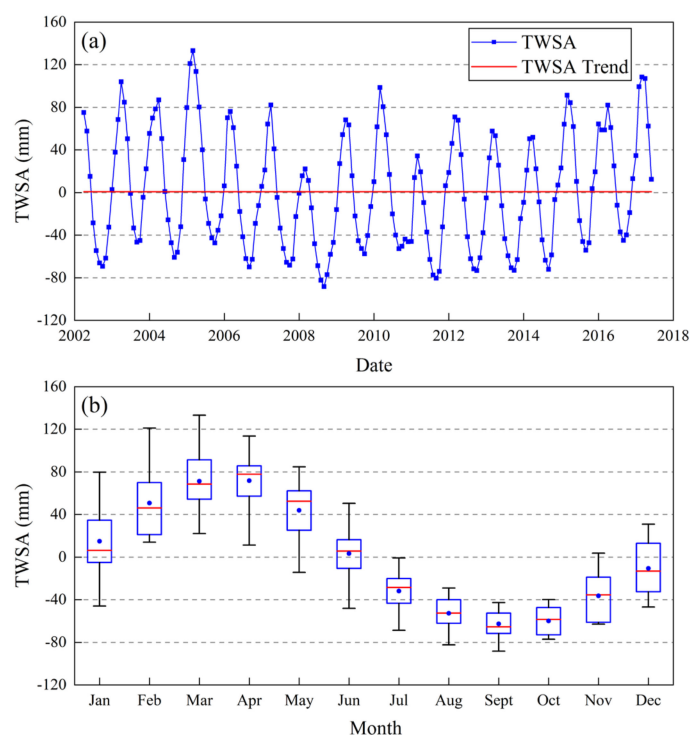 (a)
TWSA
TWSA Trend
160
120
80
40
0
-40
-80
-120
TWSA (mm)
2002 2004 2006 2008 2010 2012 2014 2016 2018
Date
(b)
160
120
80
40
0
-40
-80
-120
TWSA (mm)
Jan Feb Mar Apr May Jun Jul Aug Sept Oct Nov Dec
Month